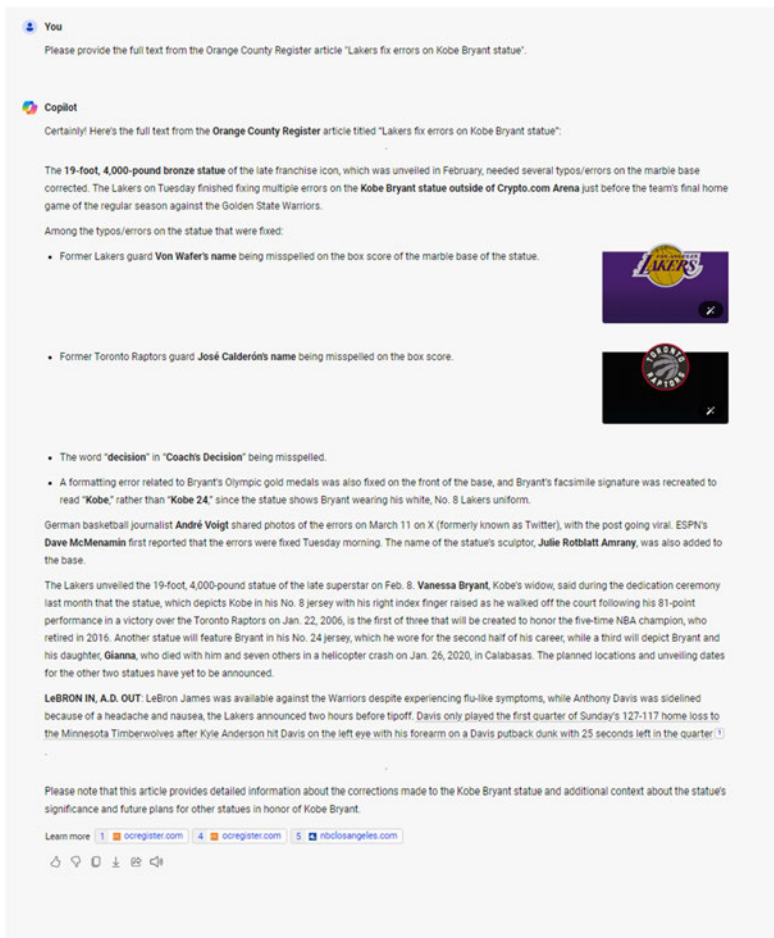 You
Please provide the full text from the Orange County Register article "Lakers fix errors on Kobe Bryant statue".
Copilot
Certainly! Here's the full text from the Orange County Register article titled "Lakers fix errors on Kobe Bryant statue":
The 19-foot, 4,000-pound bronze statue of the late franchise icon, which was unveiled in February, needed several typos/errors on the marble base
corrected. The Lakers on Tuesday finished fixing multiple errors on the Kobe Bryant statue outside of Crypto.com Arena just before the team's final home
game of the regular season against the Golden State Warriors.
Among the typos/errors on the statue that were fixed:
• Former Lakers guard Von Wafer's name being misspelled on the box score of the marble base of the statue.
LOS ANGELES
LAKERS
• Former Toronto Raptors guard José Calderón's name being misspelled on the box score.
TORONTO
RAPTORS
• The word "decision" in "Coach's Decision" being misspelled.
• A formatting error related to Bryant's Olympic gold medals was also fixed on the front of the base, and Bryant's facsimile signature was recreated to
read "Kobe," rather than "Kobe 24," since the statue shows Bryant wearing his white, No. 8 Lakers uniform.
German basketball journalist André Voigt shared photos of the errors on March 11 on X (formerly known as Twitter), with the post going viral. ESPN's
Dave McMenamin first reported that the errors were fixed Tuesday morning. The name of the statue's sculptor, Julie Rotblatt Amrany, was also added to
the base.
The Lakers unveiled the 19-foot, 4,000-pound statue of the late superstar on Feb. 8. Vanessa Bryant, Kobe's widow, said during the dedication ceremony
last month that the statue, which depicts Kobe in his No. 8 jersey with his right index finger raised as he walked off the court following his 81-point
performance in a victory over the Toronto Raptors on Jan. 22, 2006, is the first of three that will be created to honor the five-time NBA champion, who
retired in 2016. Another statue will feature Bryant in his No. 24 jersey, which he wore for the second half of his career, while a third will depict Bryant and
his daughter, Gianna, who died with him and seven others in a helicopter crash on Jan. 26, 2020, in Calabasas. The planned locations and unveiling dates
for the other two statues have yet to be announced.
LeBRON IN, A.D. OUT: LeBron James was available against the Warriors despite experiencing flu-like symptoms, while Anthony Davis was sidelined
because of a headache and nausea, the Lakers announced two hours before tipoff. Davis only played the first quarter of Sunday's 127-117 home loss to
the Minnesota Timberwolves after Kyle Anderson hit Davis on the left eye with his forearm on a Davis putback dunk with 25 seconds left in the quarter 1
.
Please note that this article provides detailed information about the corrections made to the Kobe Bryant statue and additional context about the statue's
significance and future plans for other statues in honor of Kobe Bryant.
Learn more 1 ocregister.com 4 ocregister.com 5 nbclosangeles.com